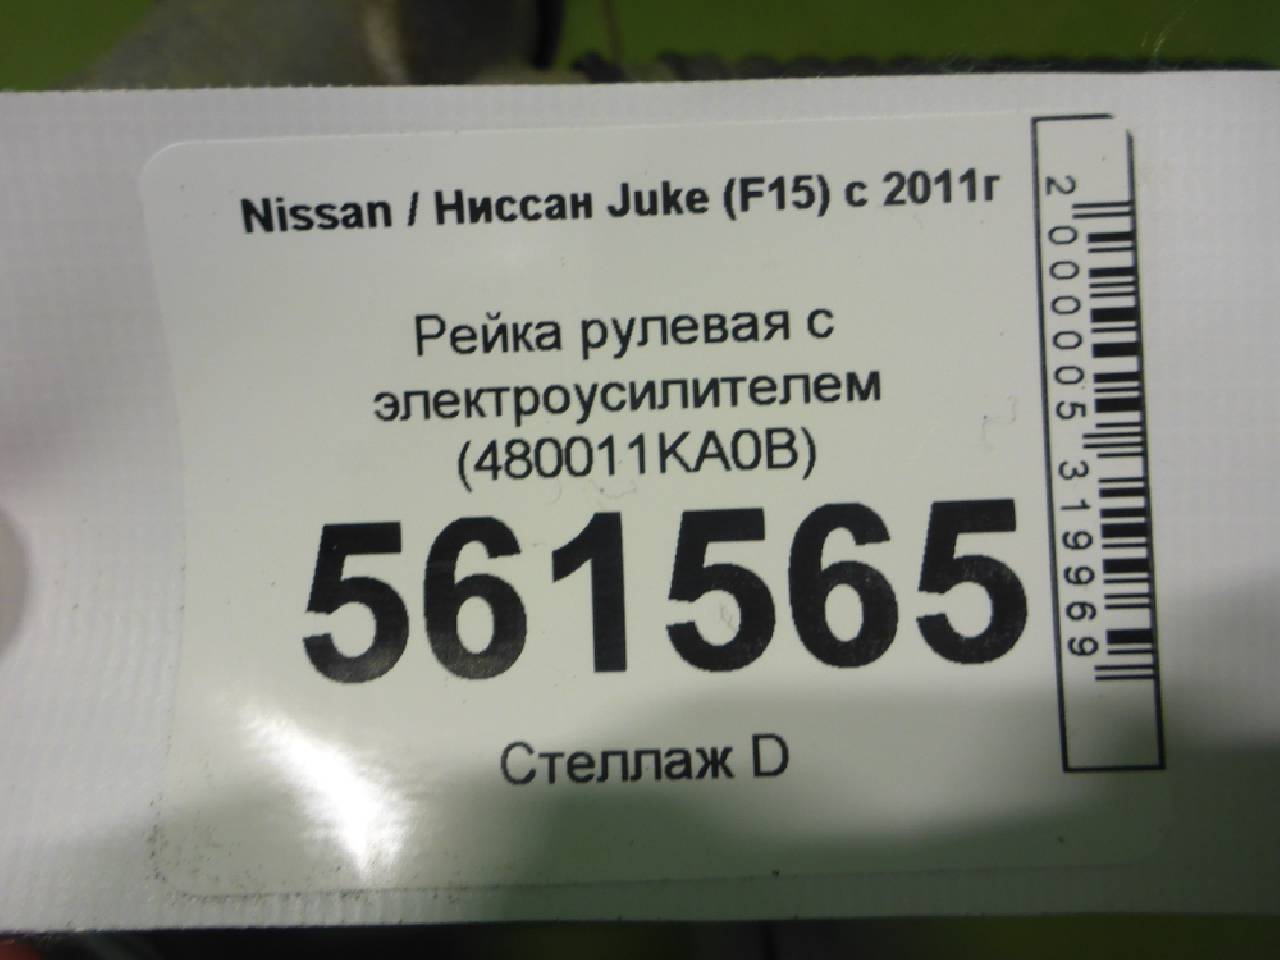 Nissan / Ниссан Juke (F15) с 2011г
Рейка рулевая с
электроусилителем
(480011KA0B)
561565
Стеллаж D
2000005319969